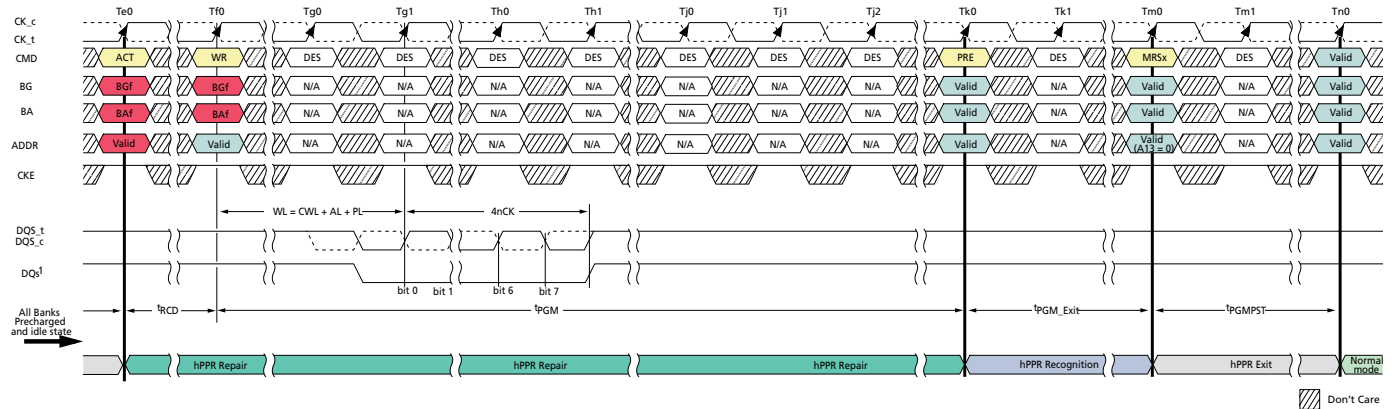 Te0 Tf0 Tg0 Tg1 Th0 Th1 Tj0 Tj1 Tj2 Tk0 Tk1 Tm0 Tm1 Tn0
CK_c
CK_t
CMD ACT WR DES DES DES DES DES DES DES PRE DES MRSx DES Valid
BG BGf BGf N/A N/A N/A N/A N/A N/A N/A Valid N/A Valid N/A Valid
BA BAf BAf N/A N/A N/A N/A N/A N/A N/A Valid N/A Valid N/A Valid
ADDR Valid Valid N/A N/A N/A N/A N/A N/A N/A Valid N/A Valid (A13 = 0) N/A Valid
CKE
WL = CWL + AL + PL 4nCK
DQS_t
DQS_c
DQs1
bit 0 bit 1 bit 6 bit 7
All Banks
Precharged
and idle state
tRCD tPGM tPGM_Exit tPGMPST
hPPR Repair hPPR Repair hPPR Repair hPPR Recognition hPPR Exit Normal
mode
Don't Care